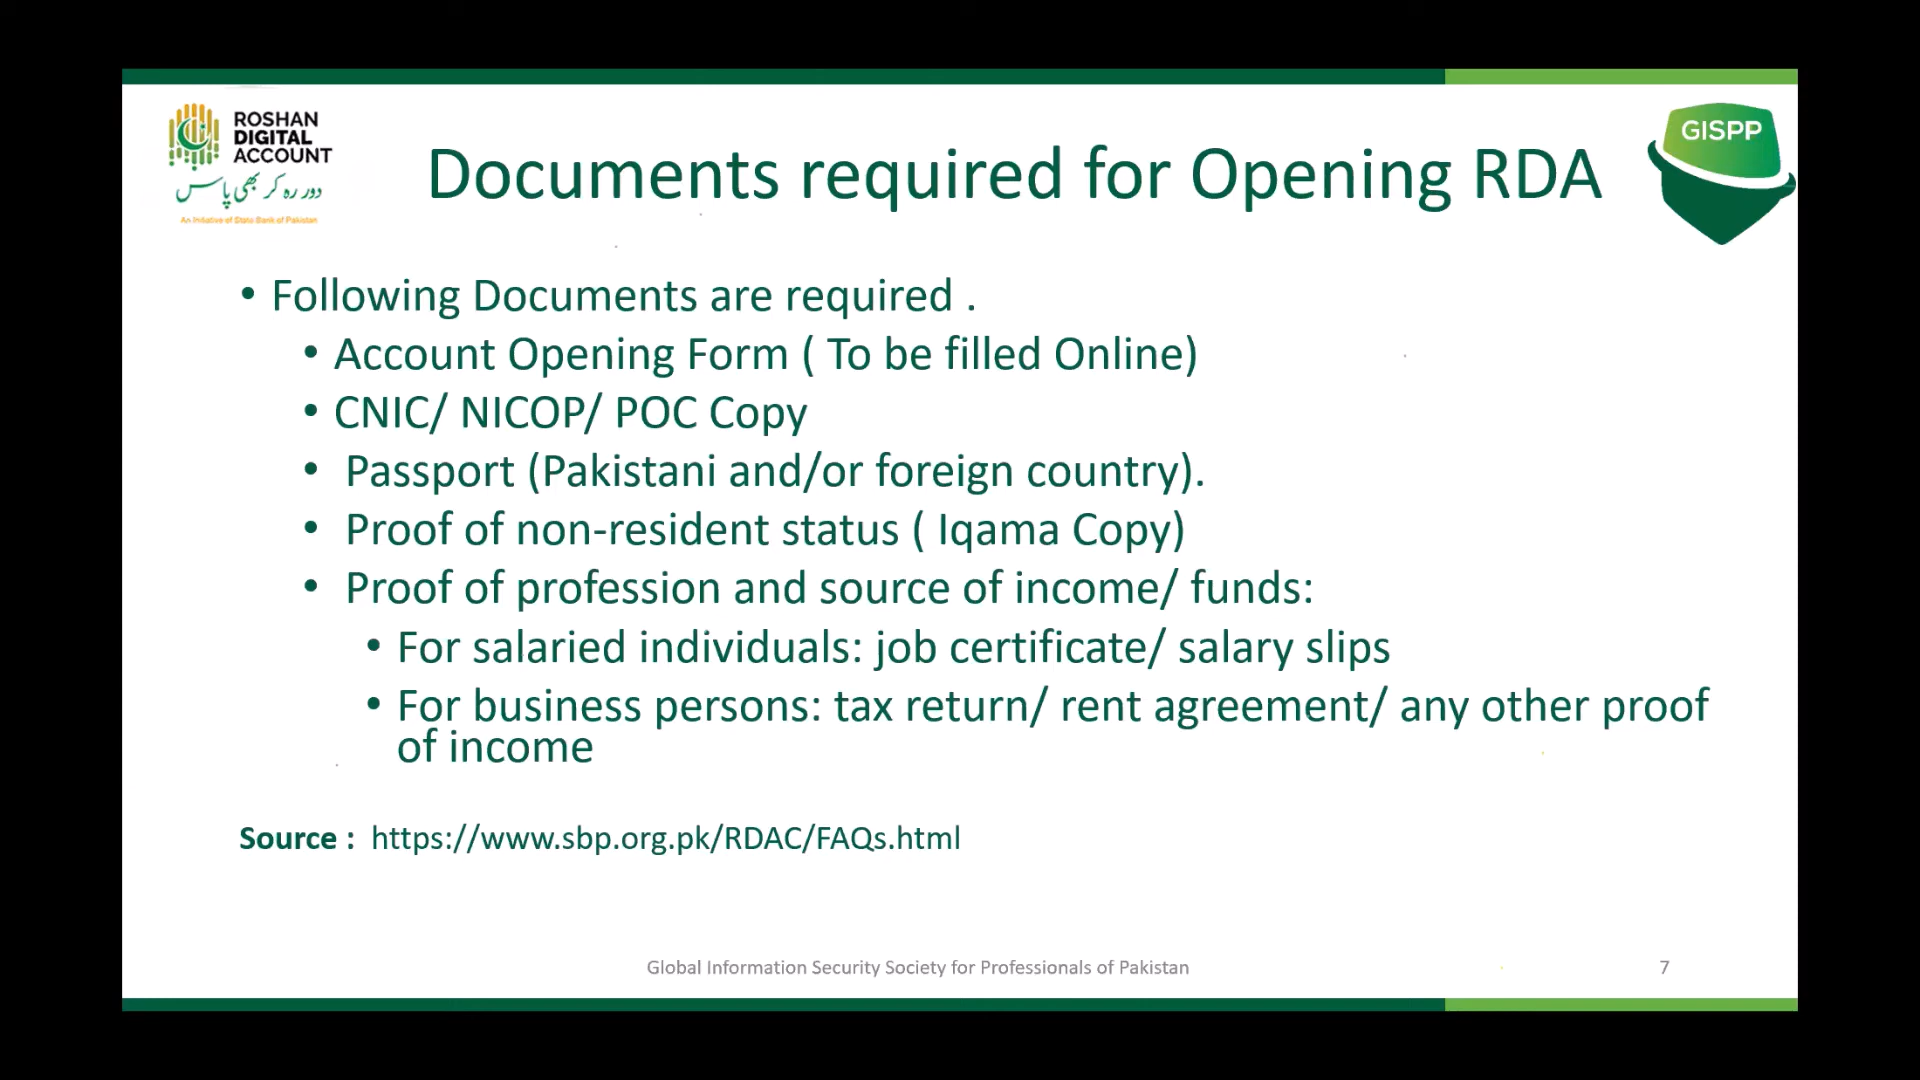 ROSHAN
DIGITAL
ACCOUNT
دور رہ کر بھی پاس
An Initiative of State Bank of Pakistan
GISPP
Documents required for Opening RDA
• Following Documents are required .
• Account Opening Form ( To be filled Online)
• CNIC/ NICOP/ POC Copy
• Passport (Pakistani and/or foreign country).
• Proof of non-resident status ( Iqama Copy)
• Proof of profession and source of income/ funds:
• For salaried individuals: job certificate/ salary slips
• For business persons: tax return/ rent agreement/ any other proof
of income
Source : https://www.sbp.org.pk/RDAC/FAQs.html
Global Information Security Society for Professionals of Pakistan
7